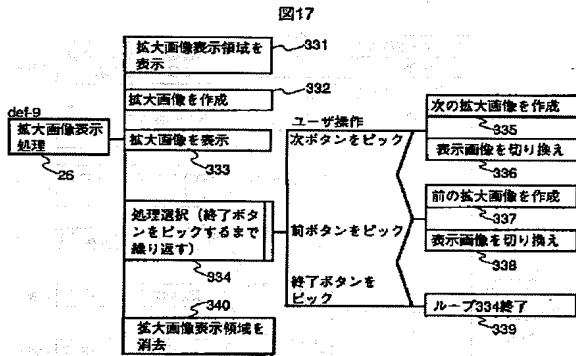 図17
拡大画像表示領域を
表示
331
拡大画像を作成
332
def-9
拡大画像表示
処理
26
拡大画像を表示
333
処理選択（終了ボタ
ンをピックするまで
繰り返す）
334
340
拡大画像表示領域を
消去
ユーザ操作
次ボタンをピック
次の拡大画像を作成
335
表示画像を切り換え
336
前ボタンをピック
前の拡大画像を作成
337
表示画像を切り換え
338
終了ボタンを
ピック
ループ334終了
339